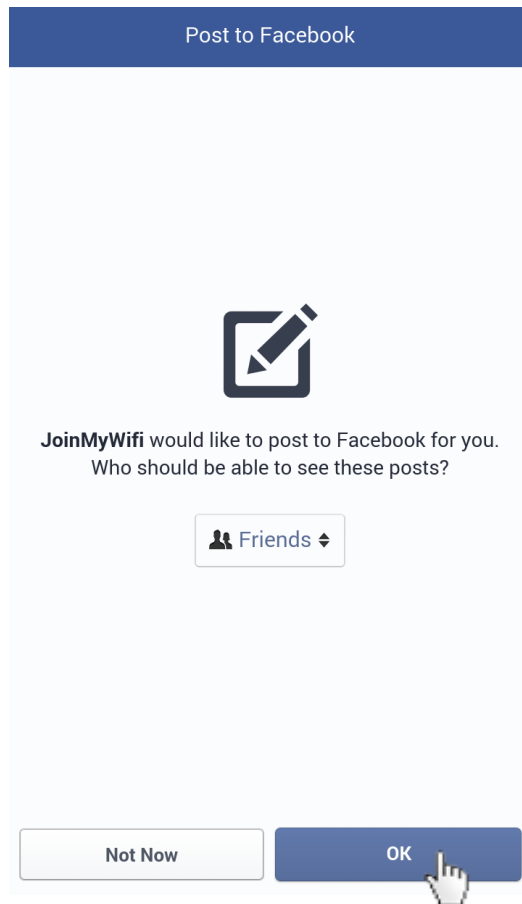 Post to Facebook
JoinMyWifi would like to post to Facebook for you.
Who should be able to see these posts?
Friends
Not Now
OK